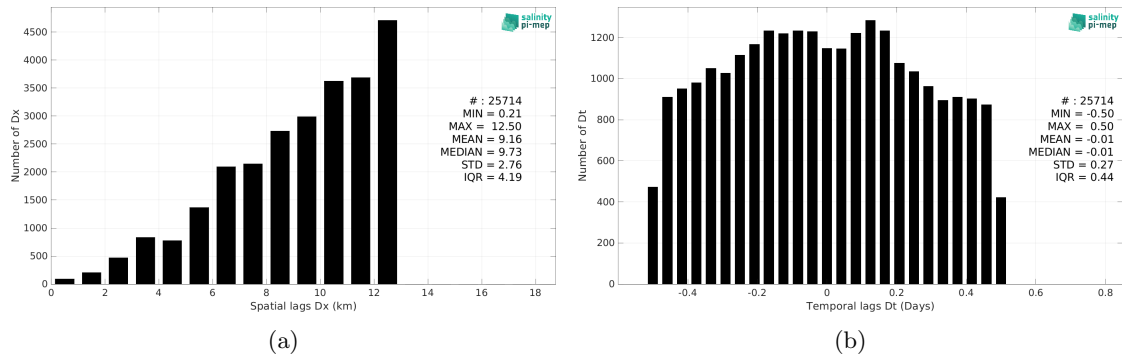 salinity
pi-mep
4500
4000
3500
3000
2500
2000
1500
1000
500
0
Number of Dx
# : 25714
MIN = 0.21
MAX = 12.50
MEAN = 9.16
MEDIAN = 9.73
STD = 2.76
IQR = 4.19
0 2 4 6 8 10 12 14 16 18
Spatial lags Dx (km)
(a)
salinity
pi-mep
1200
1000
800
600
400
200
0
Number of Dt
# : 25714
MIN = -0.50
MAX = 0.50
MEAN = -0.01
MEDIAN = -0.01
STD = 0.27
IQR = 0.44
-0.4 -0.2 0 0.2 0.4 0.6 0.8
Temporal lags Dt (Days)
(b)